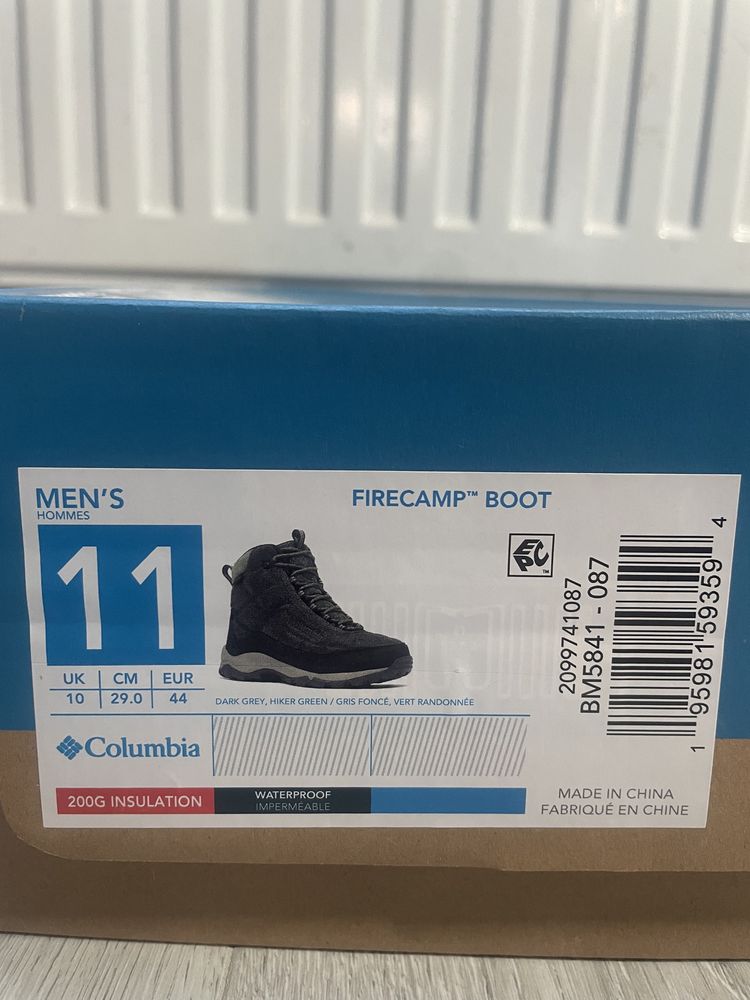 MEN'S
HOMMES
FIRECAMP™ BOOT
11
UK CM EUR
10 29.0 44
DARK GREY, HIKER GREEN / GRIS FONCÉ, VERT RANDONNÉE
Columbia
200G INSULATION
WATERPROOF
IMPERMÉABLE
EPC™
2099741087
BM5841 - 087
1 95981 59359 4
MADE IN CHINA
FABRIQUÉ EN CHINE